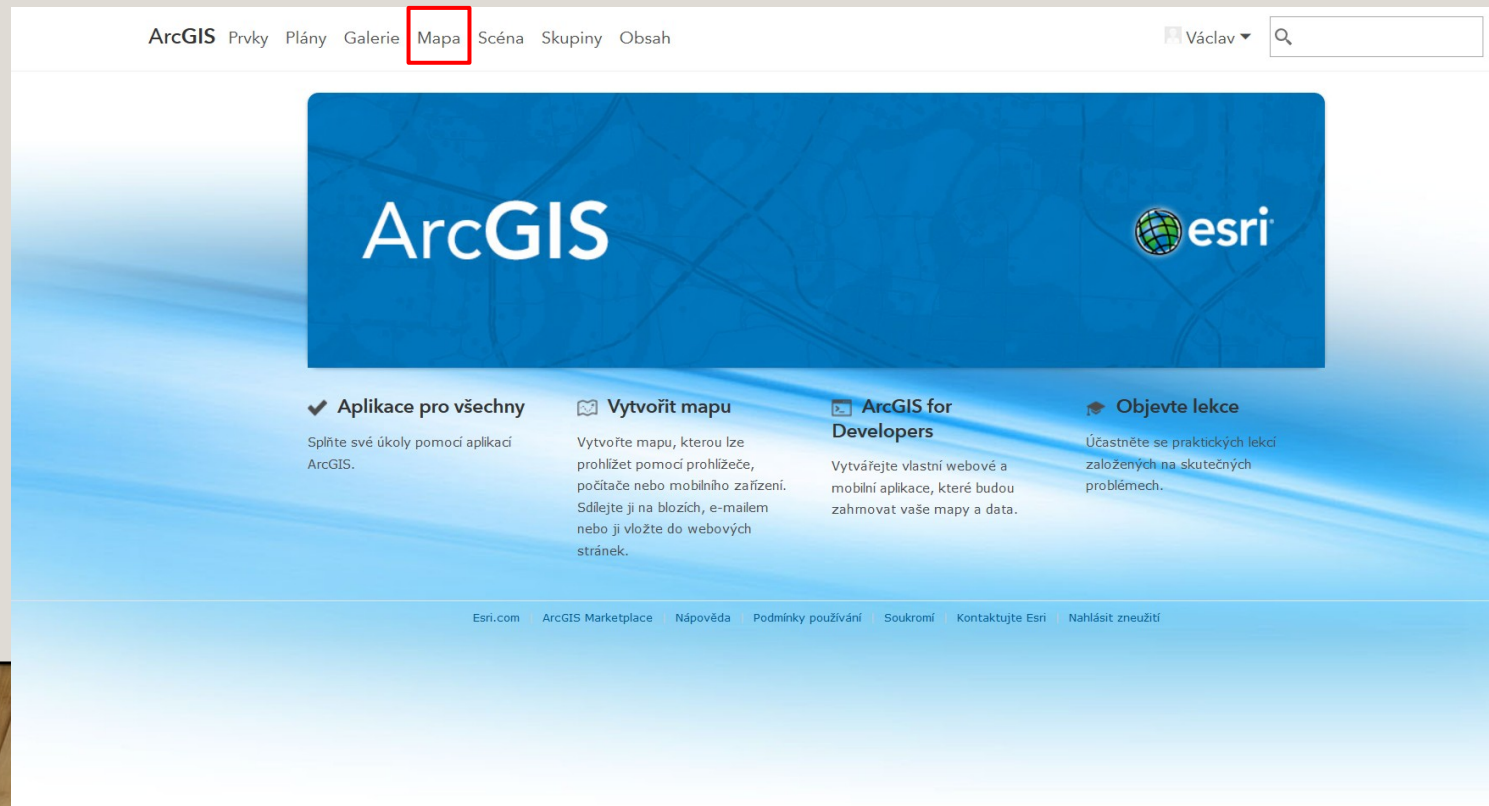 ArcGIS Prvky Plány Galerie Mapa Scéna Skupiny Obsah
Václav
ArcGIS
esri
Aplikace pro všechny
Splňte své úkoly pomocí aplikací
ArcGIS.
Vytvořit mapu
Vytvořte mapu, kterou lze
prohlížet pomocí prohlížeče,
počítače nebo mobilního zařízení.
Sdílejte ji na blozích, e-mailem
nebo ji vložte do webových
stránek.
ArcGIS for
Developers
Vytvářejte vlastní webové a
mobilní aplikace, které budou
zahrnovat vaše mapy a data.
Objevte lekce
Účastněte se praktických lekcí
založených na skutečných
problémech.
Esri.com | ArcGIS Marketplace | Nápověda | Podmínky používání | Soukromí | Kontaktujte Esri | Nahlásit zneužití